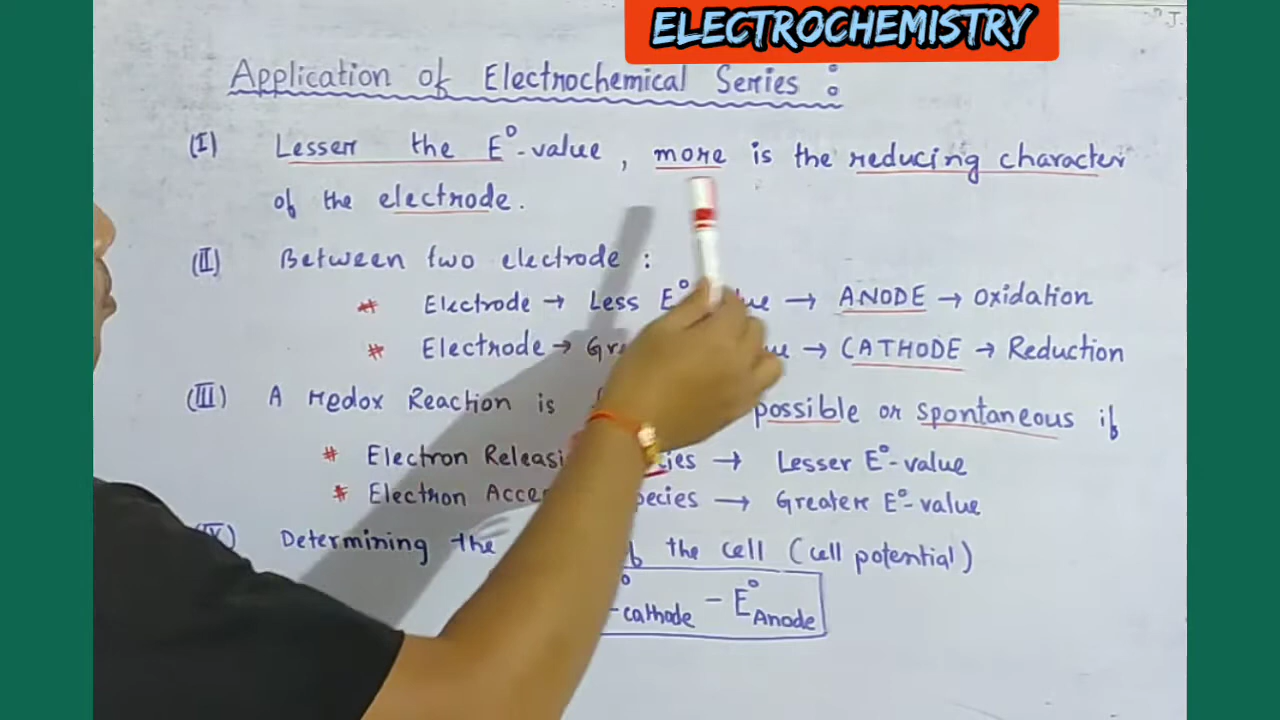 ELECTROCHEMISTRY
Application of Electrochemical Series :
(I) Lesser the E°-value, more is the reducing character
of the electrode.
(II) Between two electrode :
* Electrode → Less E° → ANODE → Oxidation
* Electrode → → CATHODE → Reduction
(III) A redox Reaction is possible or spontaneous if
* Electron → Lesser E°-value
* Electron → Greater E°-value
(IV) Determining the of the cell (cell potential)
cathode - E°Anode